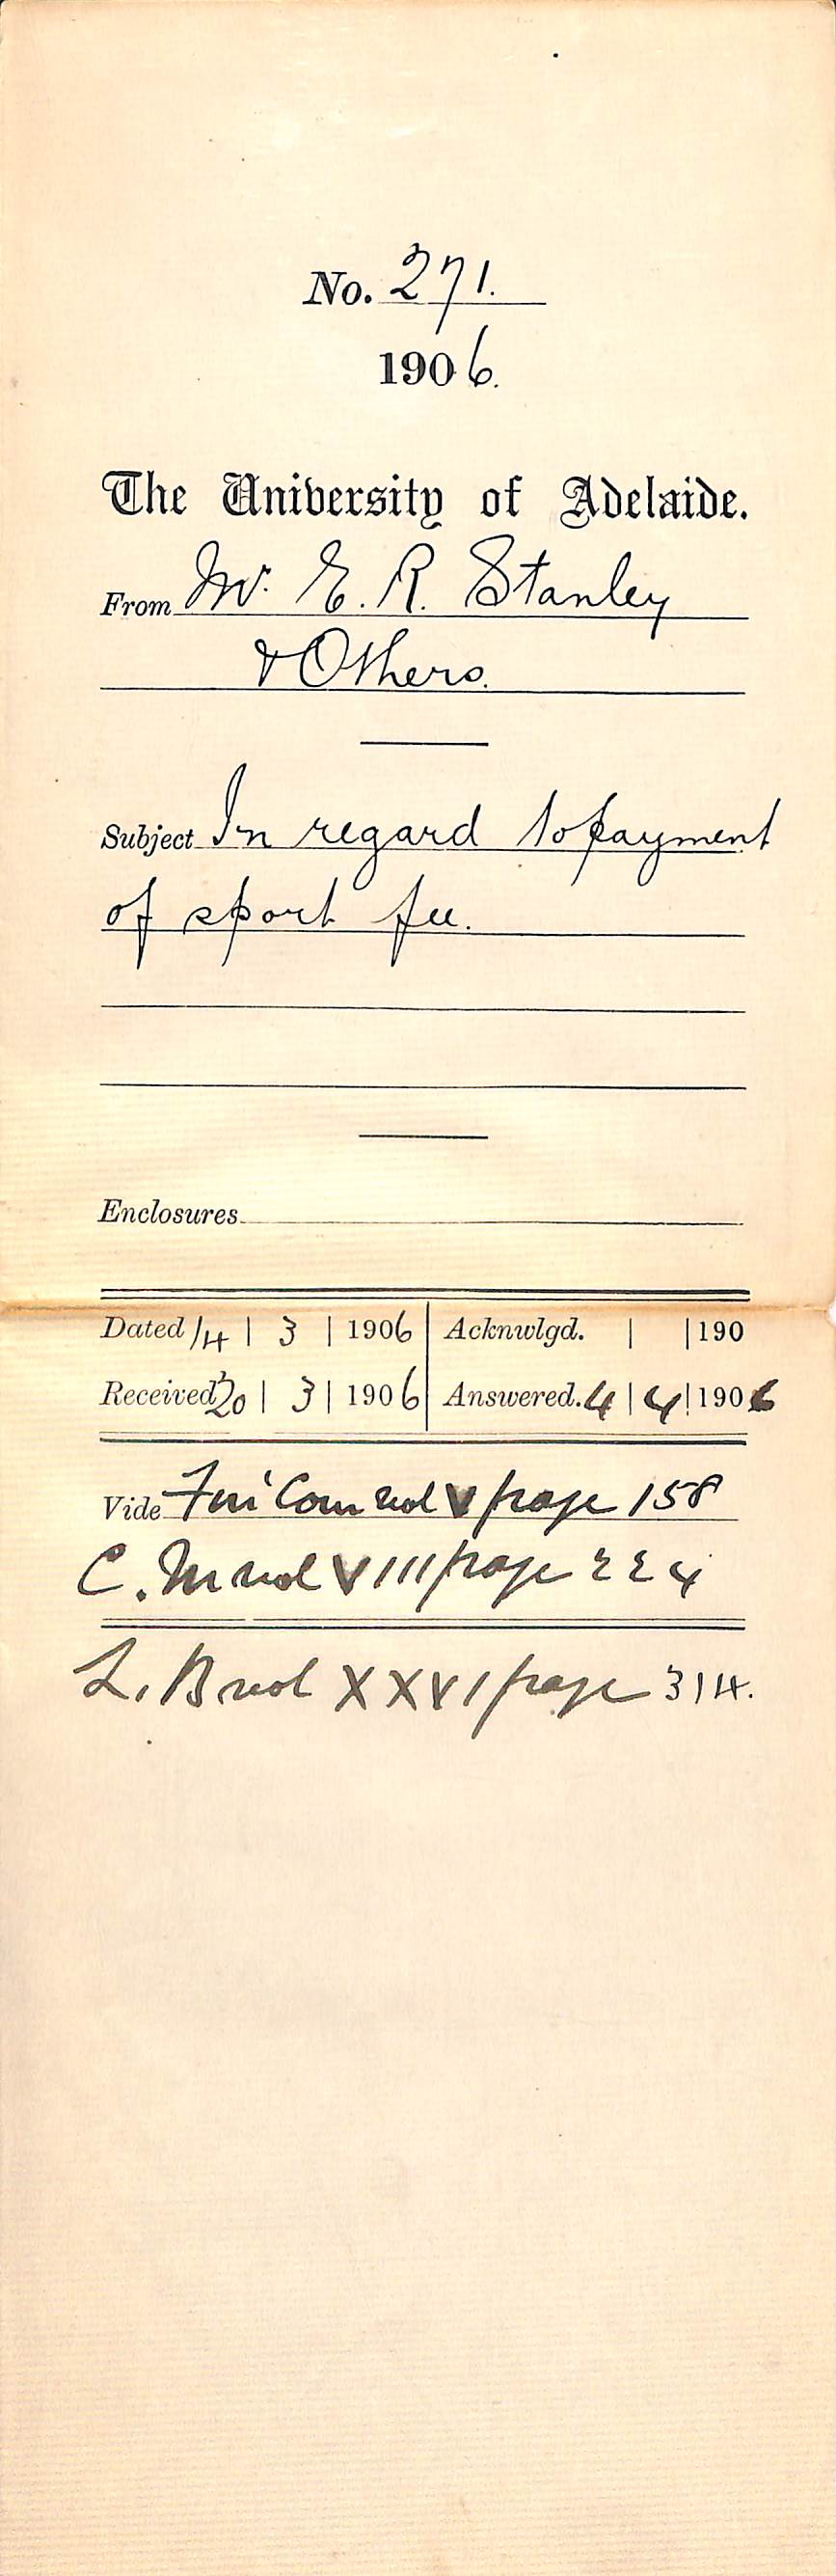 No. 271.
1906.
The University of Adelaide.
From Mr. E. R. Stanley
& Others.
Subject In regard to payment
of sport fee.
Enclosures
Dated 14 | 3 | 1906 | Acknwlgd. | | 190
Received 20 | 3 | 1906 | Answered. 4 | 4 | 1906
Vide Fin Com vol V page 158
C. M vol VIII page 224
L. B vol XXVI page 314.